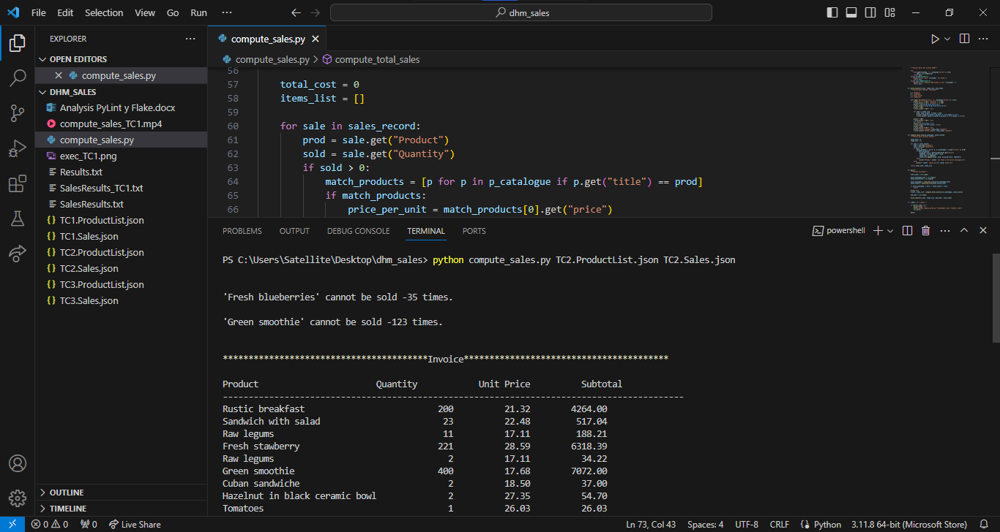 File Edit Selection View Go Run ··· dhm_sales
EXPLORER ···
OPEN EDITORS
compute_sales.py
DHM_SALES
Analysis PyLint y Flake.docx
compute_sales_TC1.mp4
compute_sales.py
exec_TC1.png
Results.txt
SalesResults_TC1.txt
SalesResults.txt
TC1.ProductList.json
TC1.Sales.json
TC2.ProductList.json
TC2.Sales.json
TC3.ProductList.json
TC3.Sales.json
OUTLINE
TIMELINE
compute_sales.py
compute_sales.py > compute_total_sales
56
57 total_cost = 0
58 items_list = []
59
60 for sale in sales_record:
61 prod = sale.get("Product")
62 sold = sale.get("Quantity")
63 if sold > 0:
64 match_products = [p for p in p_catalogue if p.get("title") == prod]
65 if match_products:
66 price_per_unit = match_products[0].get("price")
PROBLEMS OUTPUT DEBUG CONSOLE TERMINAL PORTS powershell
PS C:\Users\Satellite\Desktop\dhm_sales> python compute_sales.py TC2.ProductList.json TC2.Sales.json
'Fresh blueberries' cannot be sold -35 times.
'Green smoothie' cannot be sold -123 times.
****************************************Invoice****************************************
Product Quantity Unit Price Subtotal
------------------------------------------------------------------------------------------
Rustic breakfast 200 21.32 4264.00
Sandwich with salad 23 22.48 517.04
Raw legums 11 17.11 188.21
Fresh stawberry 221 28.59 6318.39
Raw legums 2 17.11 34.22
Green smoothie 400 17.68 7072.00
Cuban sandwiche 2 18.50 37.00
Hazelnut in black ceramic bowl 2 27.35 54.70
Tomatoes 1 26.03 26.03
0 0 0 Live Share Ln 73, Col 43 Spaces: 4 UTF-8 CRLF Python 3.11.8 64-bit (Microsoft Store)